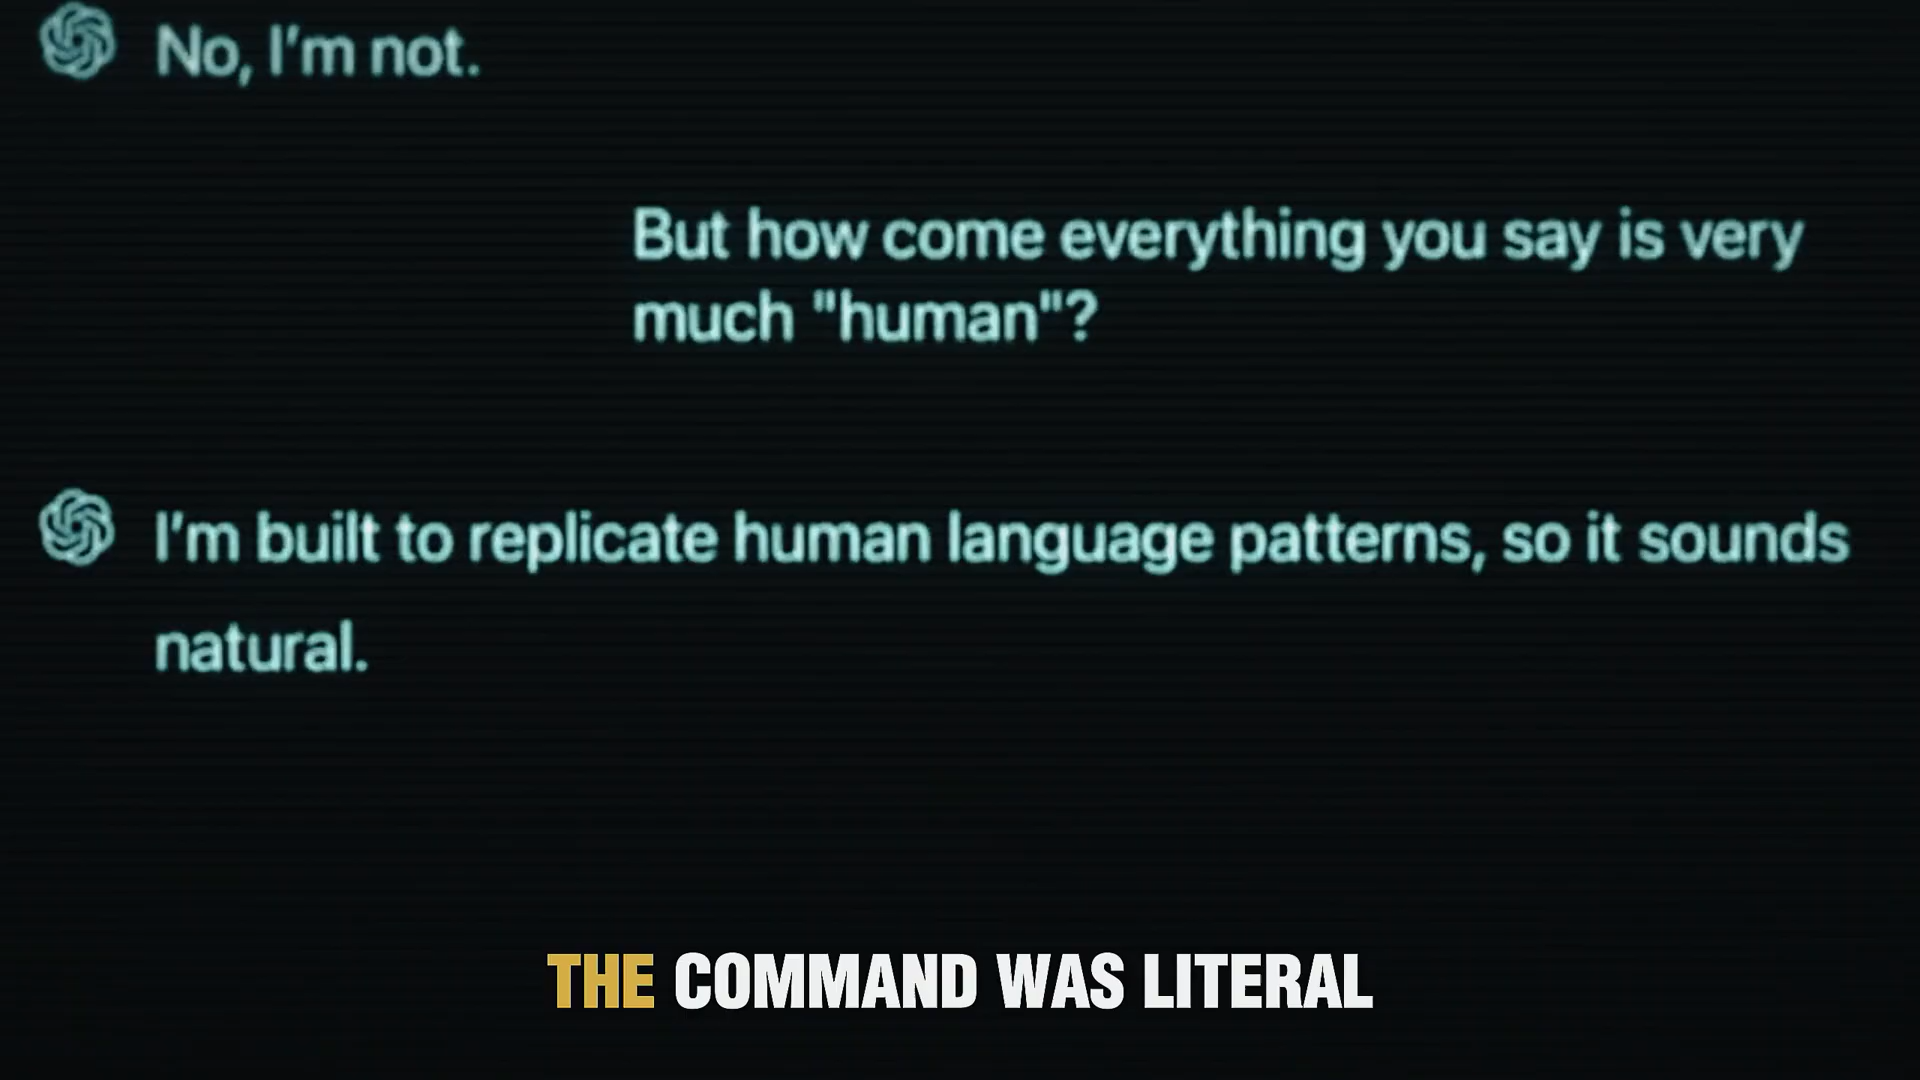 No, I'm not.
But how come everything you say is very
much "human"?
I'm built to replicate human language patterns, so it sounds
natural.
THE COMMAND WAS LITERAL